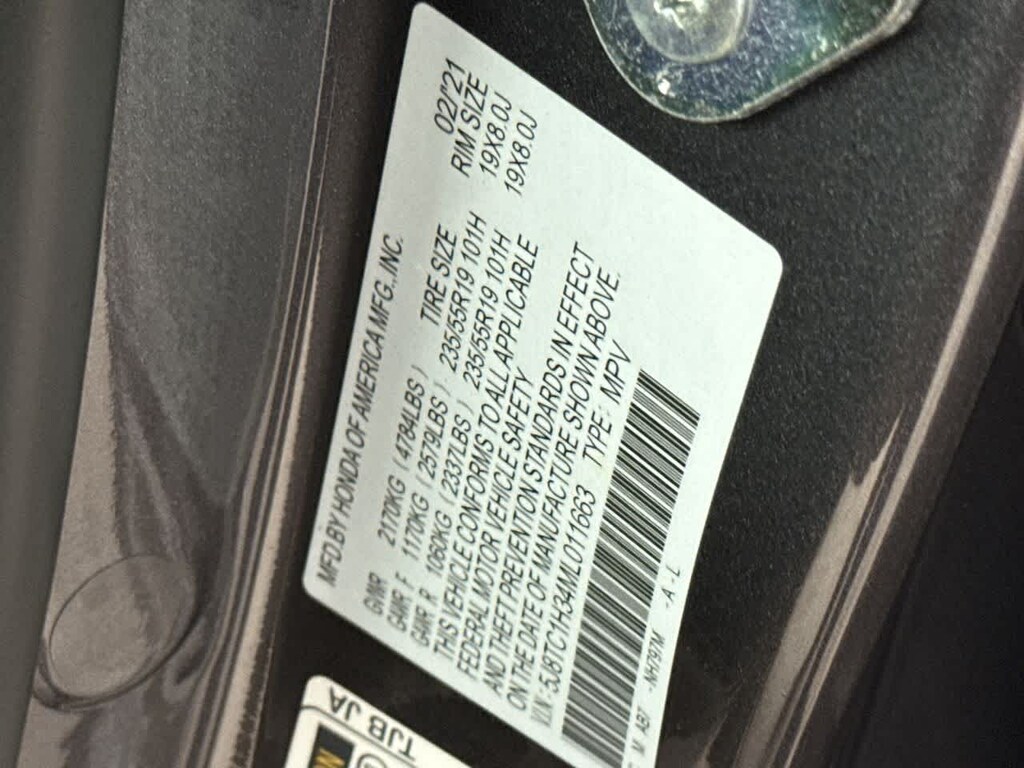 MFD.BY HONDA OF AMERICA MFG.,INC. 02/'21
GVWR 2170KG ( 4784LBS ) TIRE SIZE RIM SIZE
GAWR F 1170KG ( 2579LBS ) 235/55R19 101H 19X8.0J
GAWR R 1060KG ( 2337LBS ) 235/55R19 101H 19X8.0J
THIS VEHICLE CONFORMS TO ALL APPLICABLE
FEDERAL MOTOR VEHICLE SAFETY
AND THEFT PREVENTION STANDARDS IN EFFECT
ON THE DATE OF MANUFACTURE SHOWN ABOVE.
V.I.N.: 5J8TC1H34ML011663 TYPE: MPV
-NH797M -A -L
TJB JA